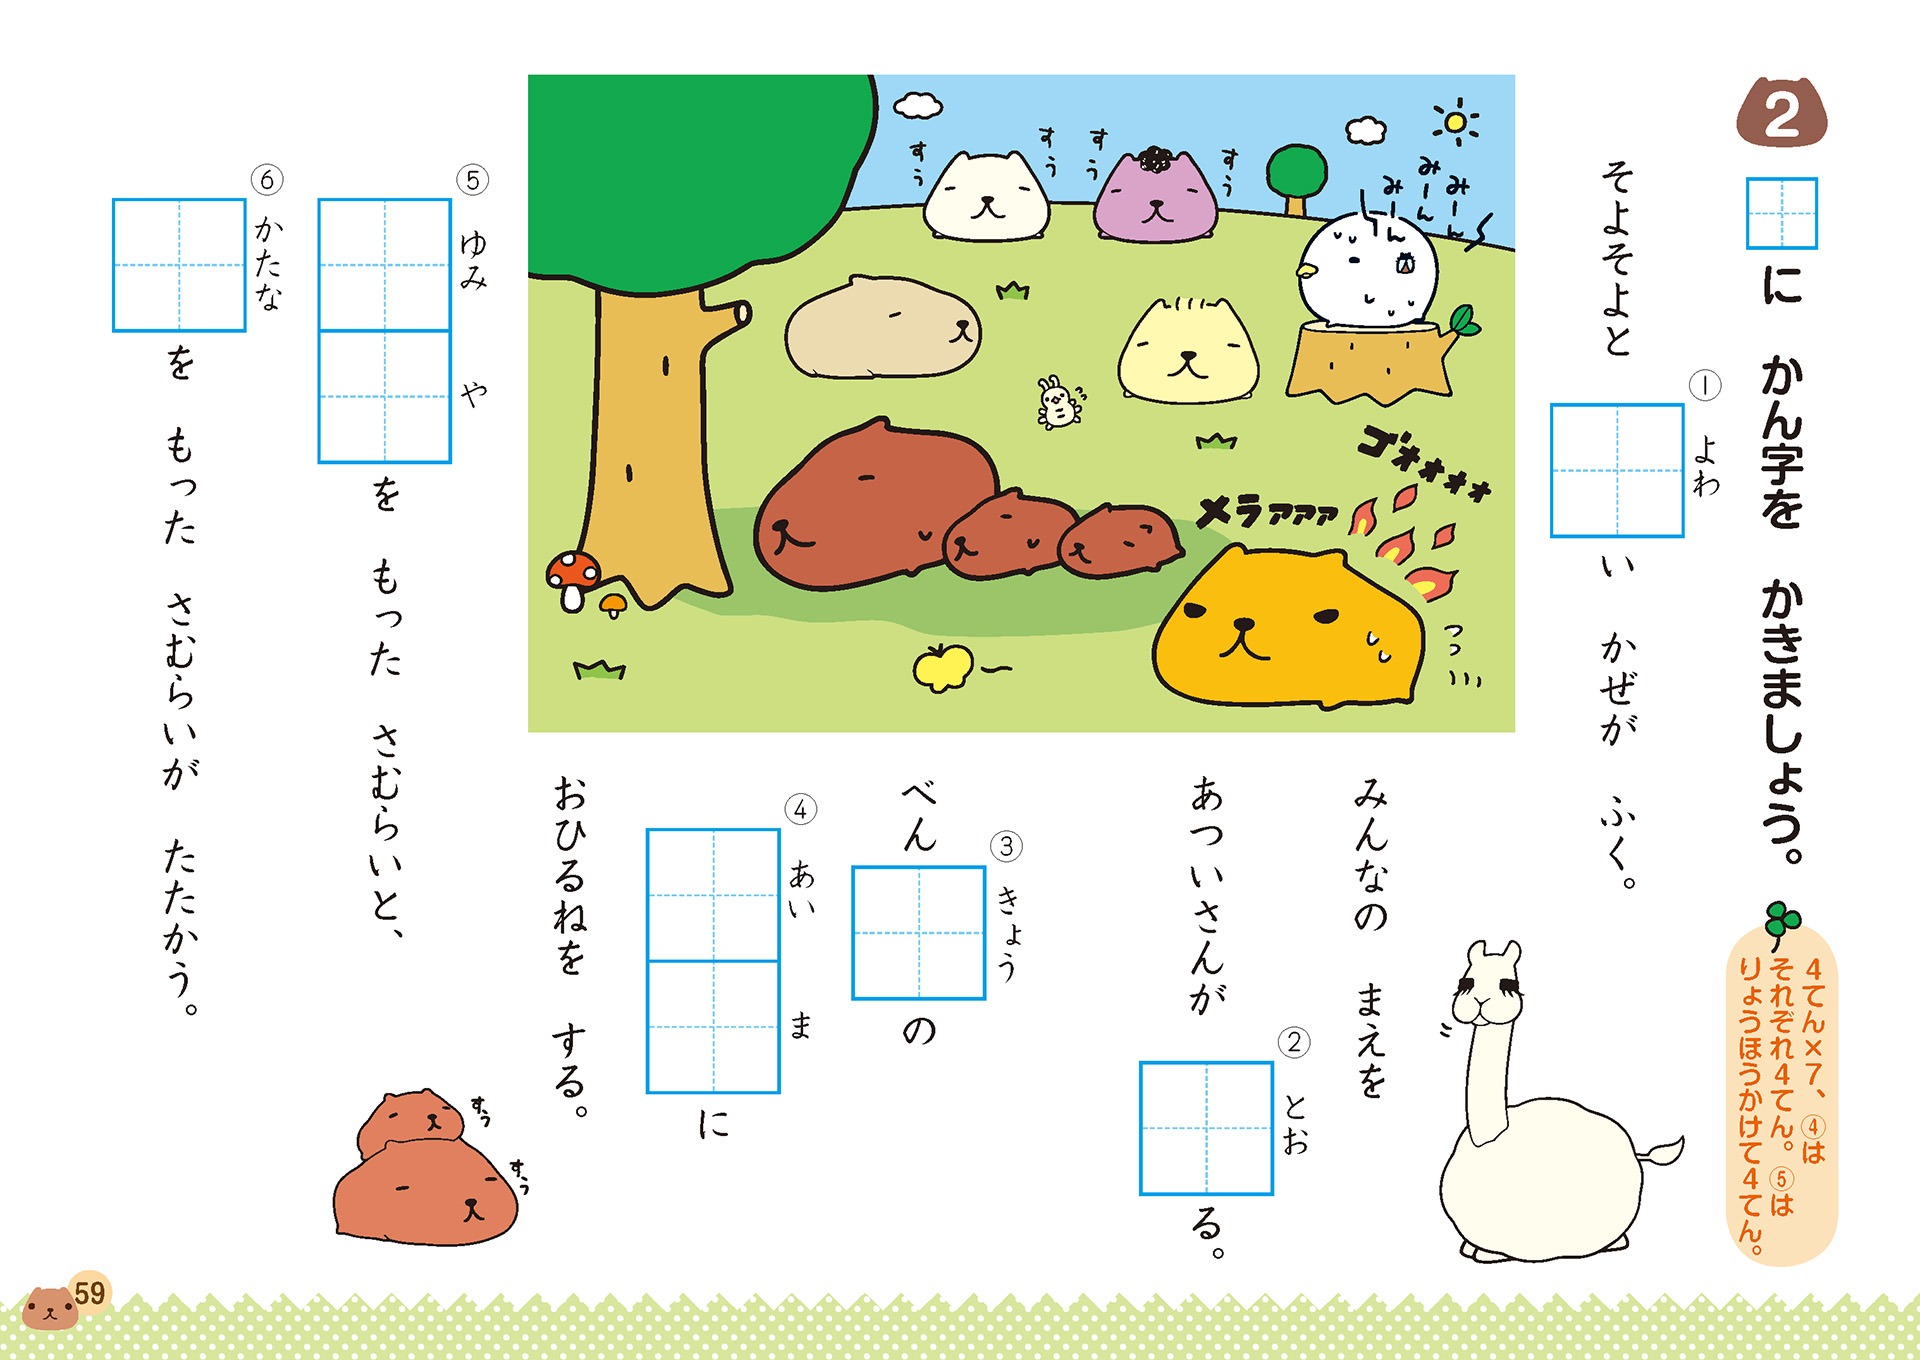 2
に かん字を かきましょう。
4てん×7、④は
それぞれ4てん。⑤は
りょうほうかけて4てん。
そよそよと
① よわ
い かぜが ふく。
みんなの まえを
あついさんが
② とお
る。
べん
③ きょう
の
④ あい ま
に
おひるねを する。
⑤ ゆみ や
を もった さむらいと、
⑥ かたな
を もった さむらいが たたかう。
みーん
みーん
みーん
すう
すう
すう
すう
ゴォォォォ
メラァァァ
すぅ
すぅ
59